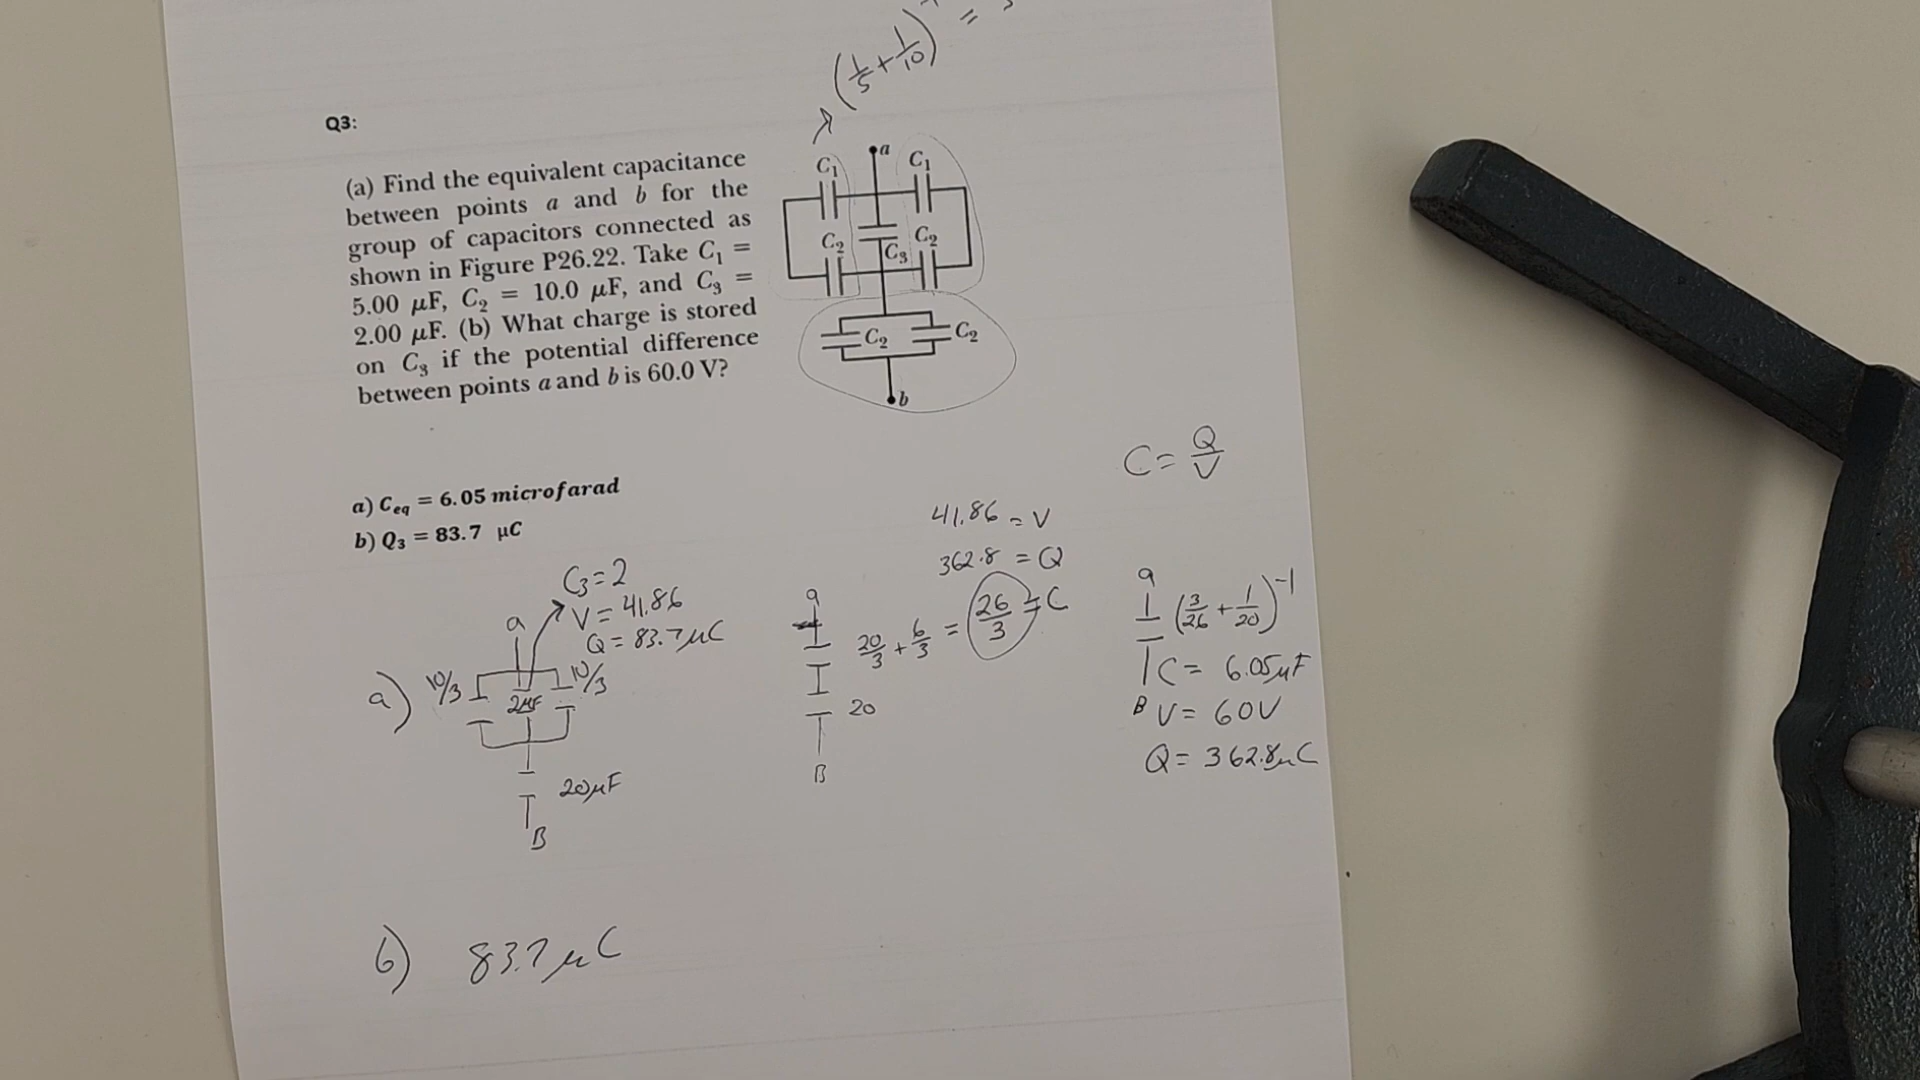 (1/5 + 1/10)⁻ =
Q3:
(a) Find the equivalent capacitance
between points a and b for the
group of capacitors connected as
shown in Figure P26.22. Take C₁ =
5.00 μF, C₂ = 10.0 μF, and C₃ =
2.00 μF. (b) What charge is stored
on C₃ if the potential difference
between points a and b is 60.0 V?
a
C₁ C₁
C₂ C₃ C₂
C₂ C₂
b
C = Q/V
a) Ceq = 6.05 microfarad
b) Q₃ = 83.7 μC
C₃ = 2
V = 41.86
Q = 83.7 μC
a
a) 10/3 2μF 10/3
20μF
B
41.86 = V
362.8 = Q
a
20/3 + 6/3 = 26/3 = C
20
B
a
(3/26 + 1/20)⁻¹
C = 6.05μF
B V = 60V
Q = 362.8μC
b) 83.7 μC